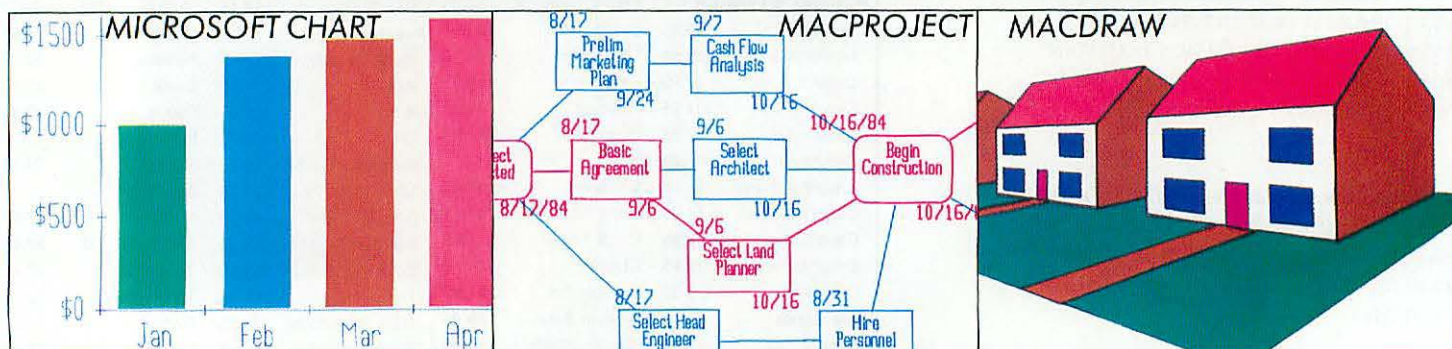 MICROSOFT CHART
$1500
$1000
$500
$0
Jan Feb Mar Apr
MACPROJECT
8/17
Prelim
Marketing
Plan
9/24
9/7
Cash Flow
Analysis
10/16
8/17
Basic
Agreement
9/6
9/6
Select
Architect
10/16
10/16/84
Begin
Construction
10/16/
8/17/84
9/6
Select Land
Planner
10/16
8/17
Select Head
Engineer
8/31
Hire
Personnel
MACDRAW